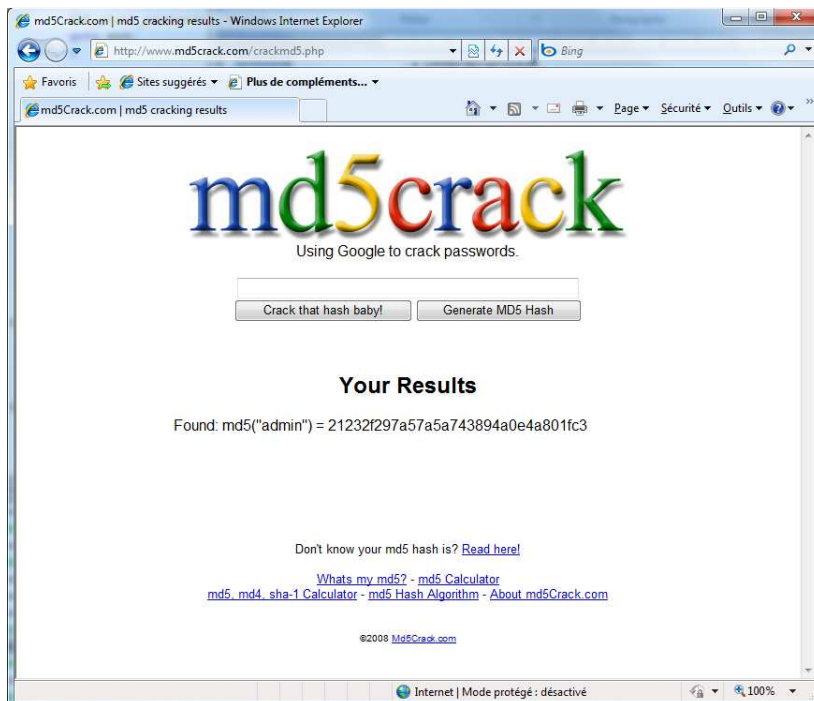 md5Crack.com | md5 cracking results - Windows Internet Explorer
http://www.md5crack.com/crackmd5.php
Bing
Favoris Sites suggérés Plus de compléments...
md5Crack.com | md5 cracking results Page Sécurité Outils »
md5crack
Using Google to crack passwords.
Crack that hash baby! Generate MD5 Hash
Your Results
Found: md5("admin") = 21232f297a57a5a743894a0e4a801fc3
Don't know your md5 hash is? Read here!
Whats my md5? - md5 Calculator
md5, md4, sha-1 Calculator - md5 Hash Algorithm - About md5Crack.com
©2008 Md5Crack.com
Internet | Mode protégé : désactivé 100%